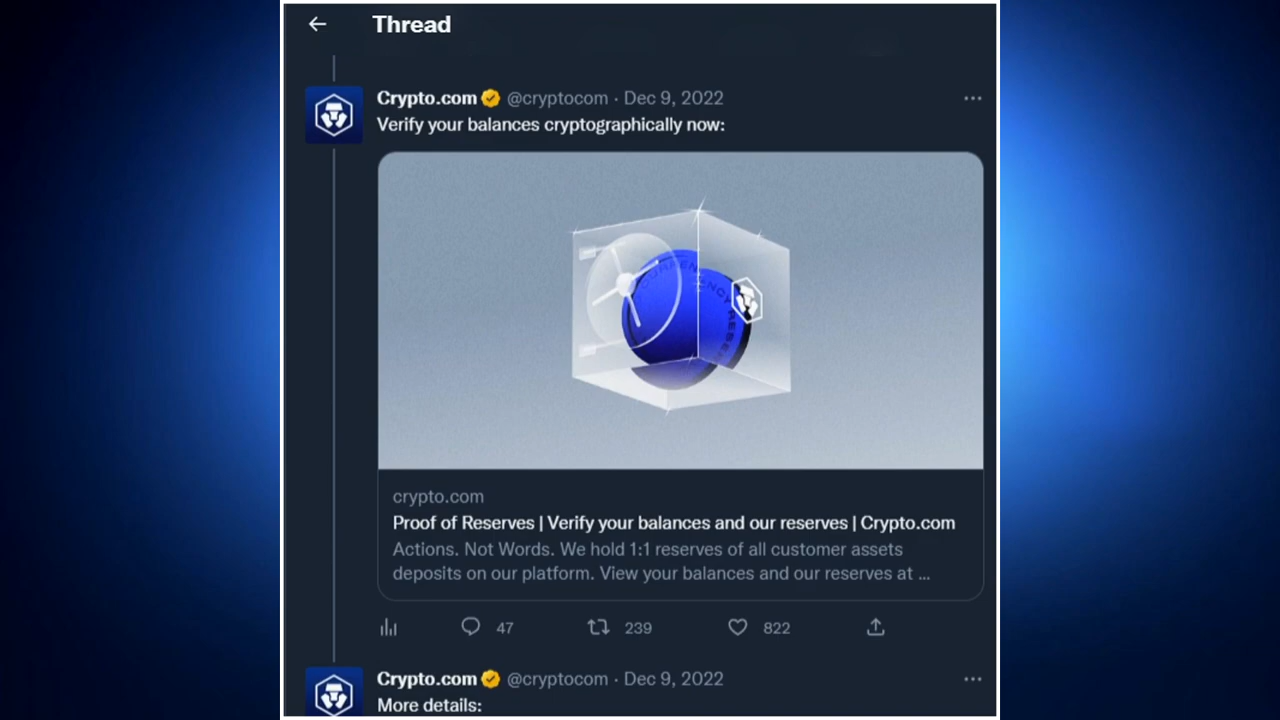 Thread
Crypto.com @cryptocom · Dec 9, 2022
Verify your balances cryptographically now:
crypto.com
Proof of Reserves | Verify your balances and our reserves | Crypto.com
Actions. Not Words. We hold 1:1 reserves of all customer assets
deposits on our platform. View your balances and our reserves at ...
47 239 822
Crypto.com @cryptocom · Dec 9, 2022
More details: